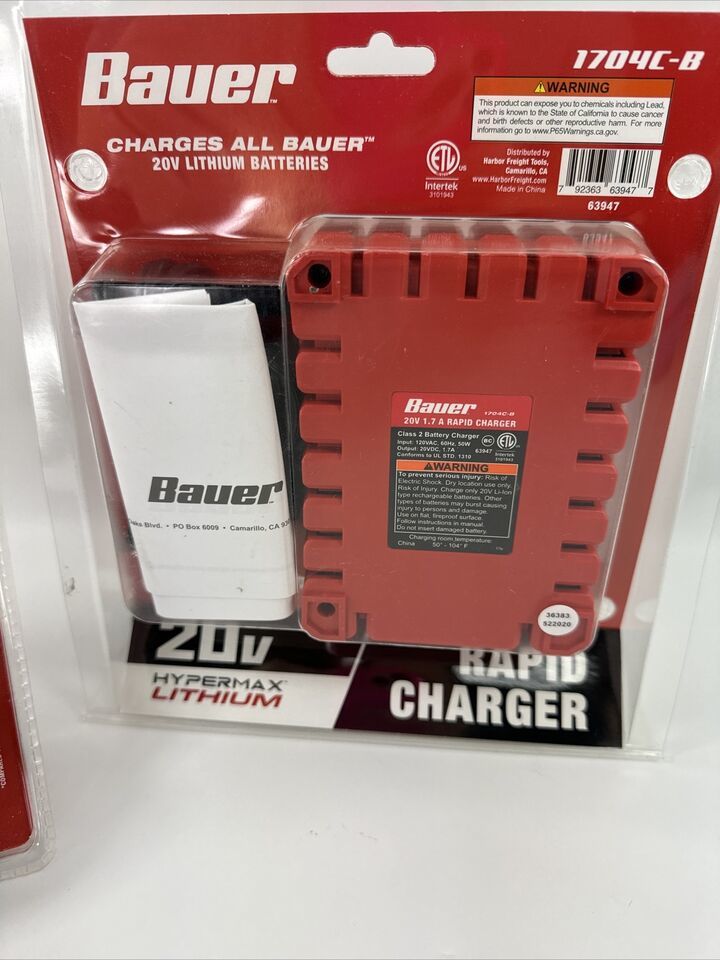 Bauer™
1704C-B
CHARGES ALL BAUER™
20V LITHIUM BATTERIES
WARNING
This product can expose you to chemicals including Lead,
which is known to the State of California to cause cancer
and birth defects or other reproductive harm. For more
information go to www.P65Warnings.ca.gov.
ETL
US
Intertek
3101943
Distributed by
Harbor Freight Tools,
Camarillo, CA
www.HarborFreight.com
Made in China
7 92363 63947 7
63947
Bauer
Oaks Blvd. • PO Box 6009 • Camarillo, CA
Bauer 1704C-B
20V 1.7 A RAPID CHARGER
Class 2 Battery Charger
Input: 120VAC, 60Hz, 50W
Output: 20VDC, 1.7A
Conforms to UL STD. 1310
63947
BC
ETL
Intertek
3101943
WARNING
To prevent serious injury: Risk of
Electric Shock. Dry location use only.
Risk of Injury. Charge only 20V Li-Ion
type rechargeable batteries. Other
types of batteries may burst causing
injury to persons and damage.
Use on flat, fireproof surface.
Follow instructions in manual.
Do not insert damaged battery.
Charging room temperature:
China 50° - 104° F
36383
522020
20V
HYPERMAX™
LITHIUM
RAPID
CHARGER